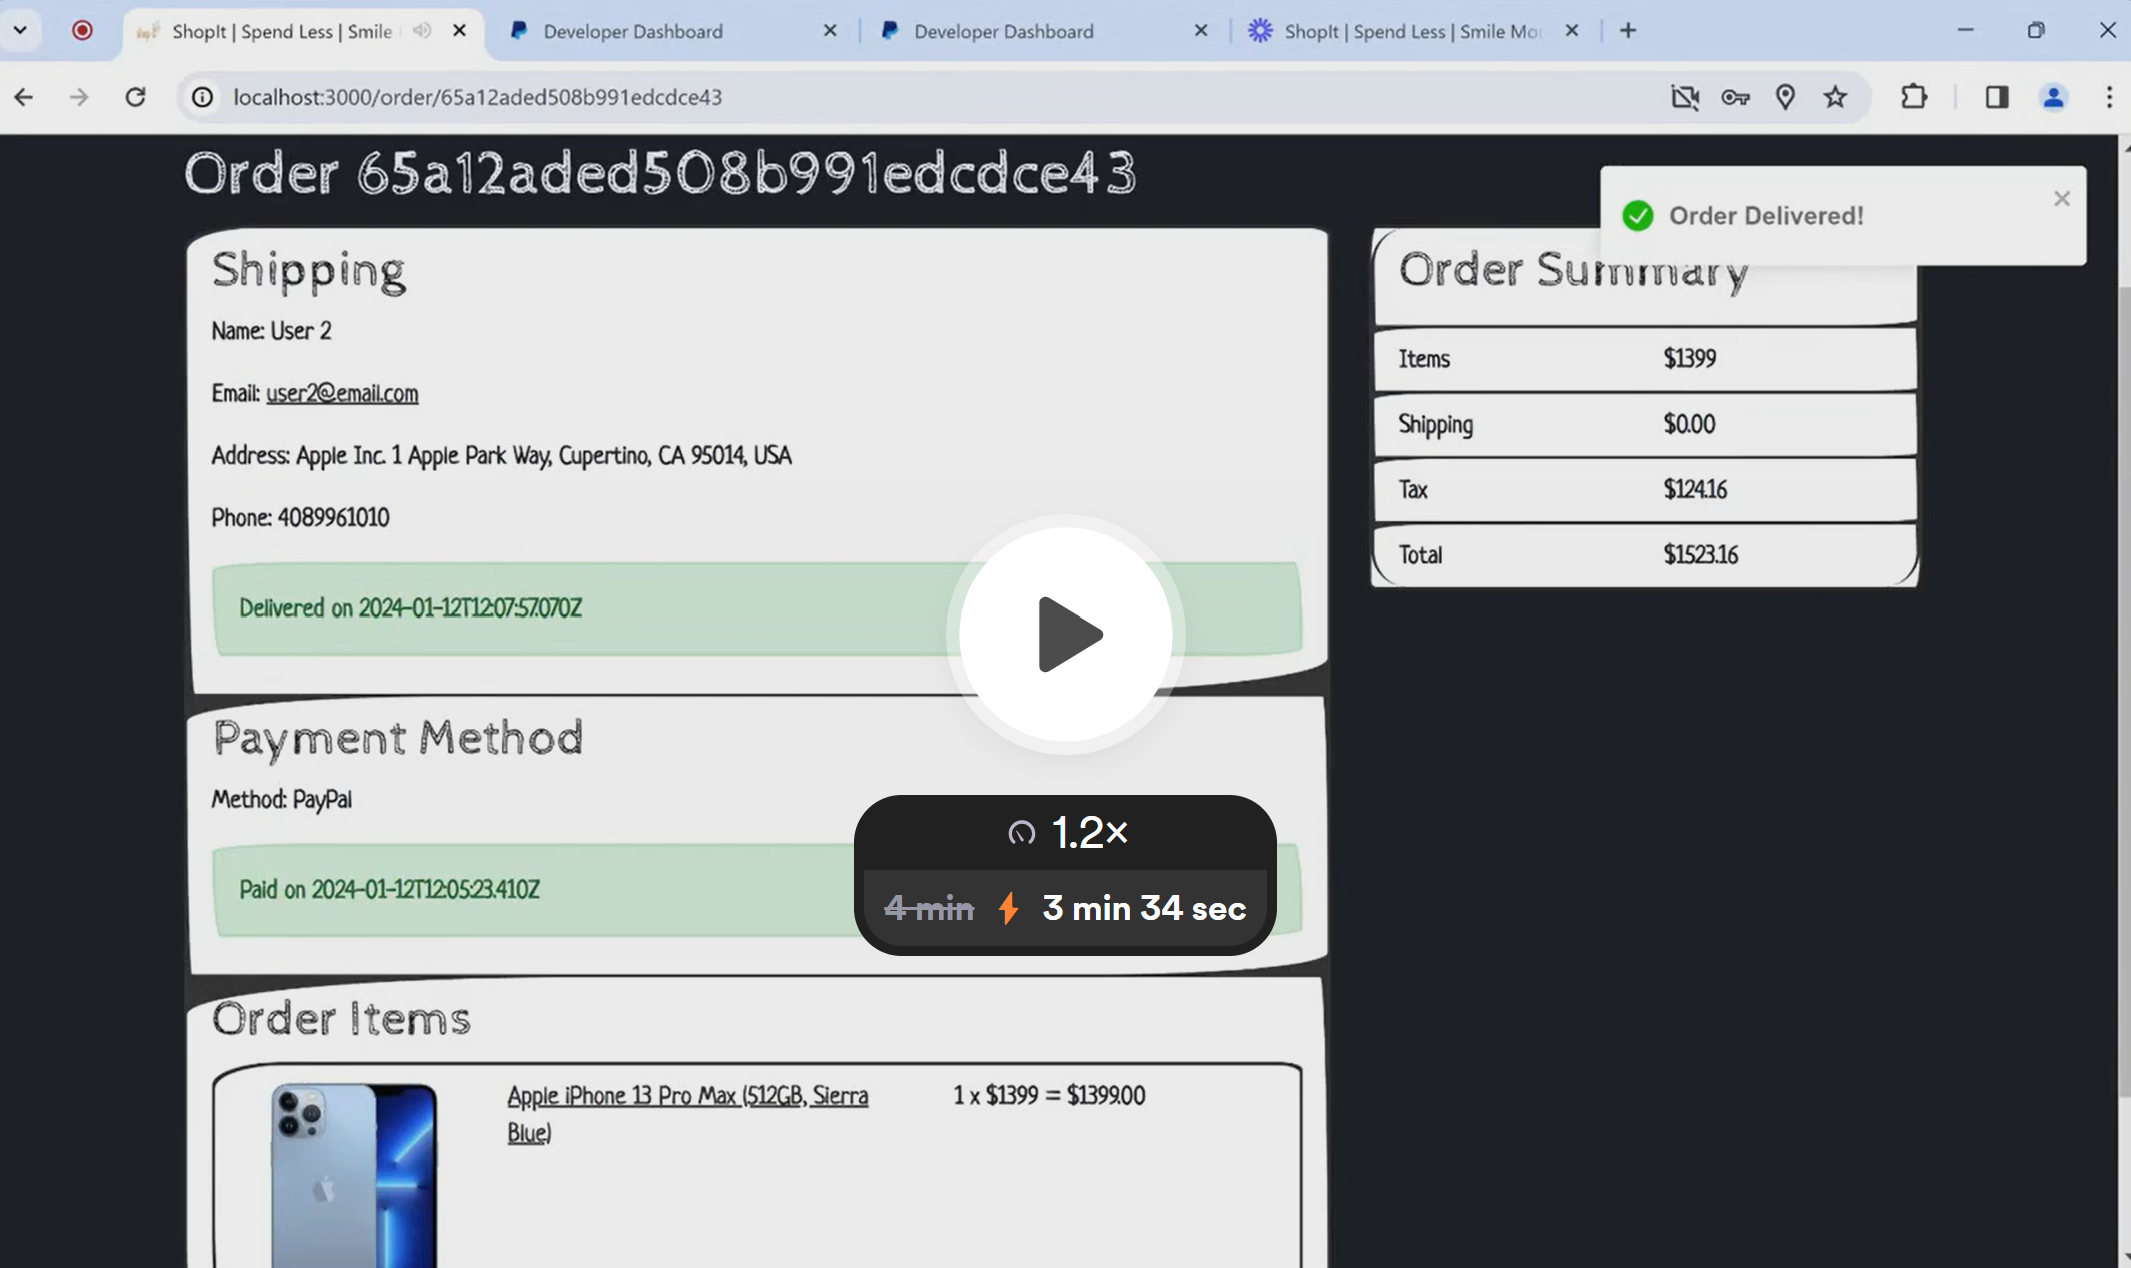 ShopIt | Spend Less | Smile
Developer Dashboard
Developer Dashboard
ShopIt | Spend Less | Smile Mo
localhost:3000/order/65a12aded508b991edcdce43
Order 65a12aded508b991edcdce43
Order Delivered!
Shipping
Name: User 2
Email: user2@email.com
Address: Apple Inc. 1 Apple Park Way, Cupertino, CA 95014, USA
Phone: 4089961010
Delivered on 2024-01-12T12:07:57.070Z
Order Summary
Items $1399
Shipping $0.00
Tax $124.16
Total $1523.16
Payment Method
Method: PayPal
Paid on 2024-01-12T12:05:23.410Z
1.2×
4 min 3 min 34 sec
Order Items
Apple iPhone 13 Pro Max (512GB, Sierra
Blue)
1 x $1399 = $1399.00